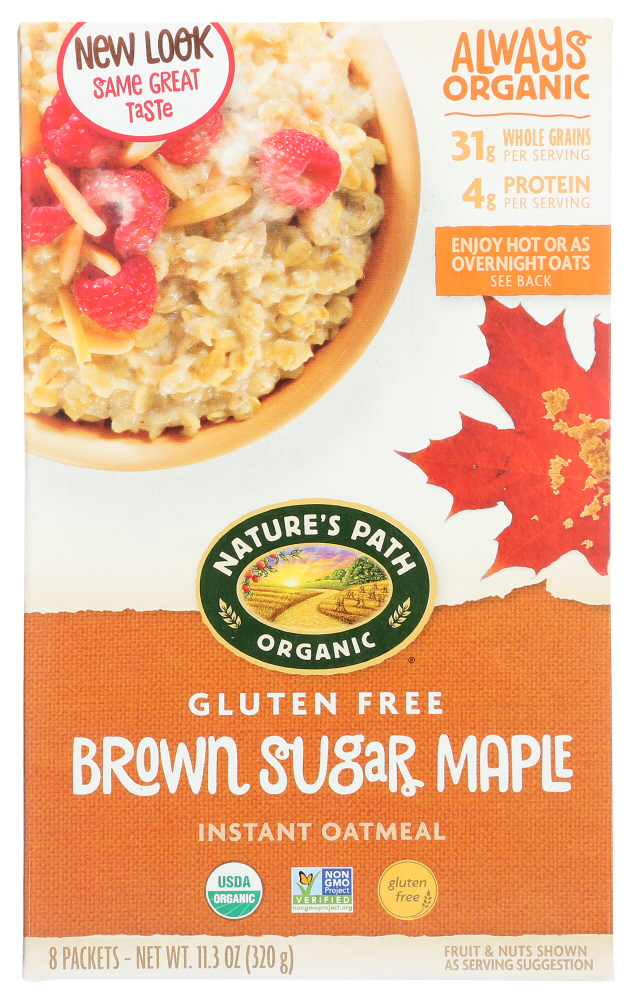 NEW LOOK
SAME GREAT
TASTE
ALWAYS
ORGANIC
31g WHOLE GRAINS
PER SERVING
4g PROTEIN
PER SERVING
ENJOY HOT OR AS
OVERNIGHT OATS
SEE BACK
NATURE'S PATH
ORGANIC
®
GLUTEN FREE
BROWN SUGAR MAPLE
INSTANT OATMEAL
USDA
ORGANIC
NON
GMO
Project
VERIFIED
nongmoproject.org
gluten
free
8 PACKETS - NET WT. 11.3 OZ (320 g)
FRUIT & NUTS SHOWN
AS SERVING SUGGESTION